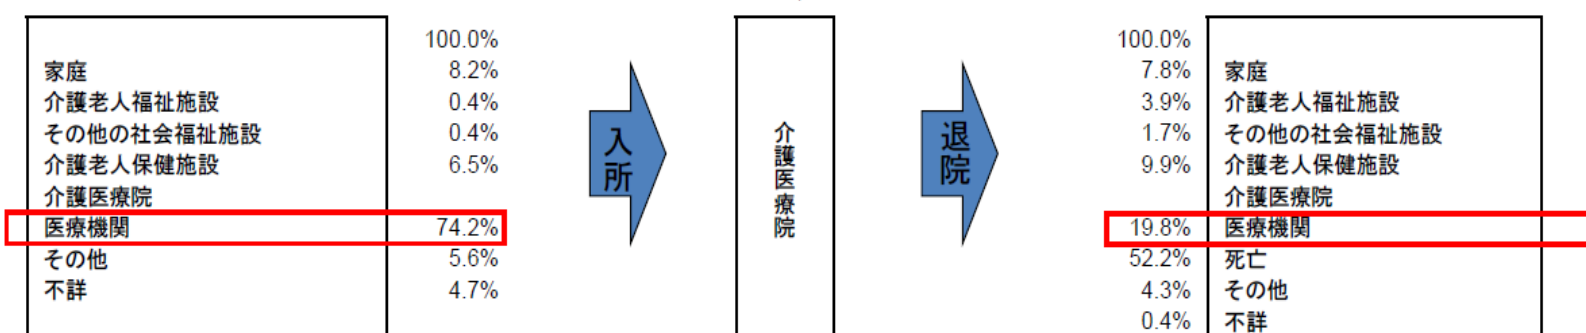 100.0%
家庭 8.2%
介護老人福祉施設 0.4%
その他の社会福祉施設 0.4%
介護老人保健施設 6.5%
介護医療院
医療機関 74.2%
その他 5.6%
不詳 4.7%
入所
介護医療院
退院
100.0%
7.8% 家庭
3.9% 介護老人福祉施設
1.7% その他の社会福祉施設
9.9% 介護老人保健施設
介護医療院
19.8% 医療機関
52.2% 死亡
4.3% その他
0.4% 不詳